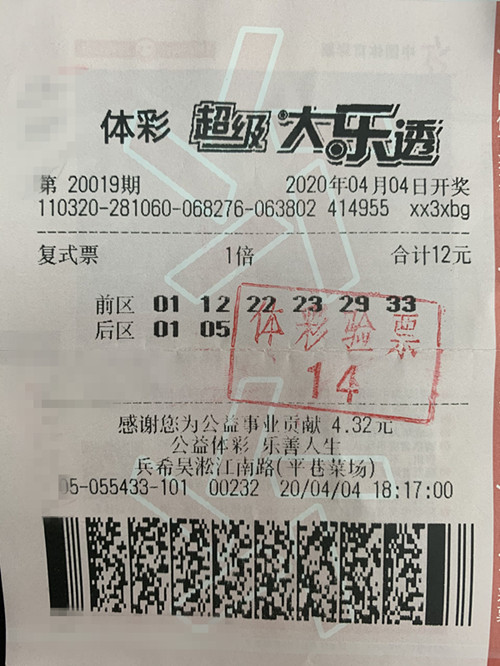 体彩 超级大乐透
第 20019期 2020年04月04日开奖
110320-281060-068276-063802 414955 xx3xbg
复式票 1倍 合计12元
前区 01 12 22 23 29 33
后区 01 05
体彩验票
14
感谢您为公益事业贡献 4.32元
公益体彩 乐善人生
兵希吴淞江南路(平巷菜场)
05-055433-101 00232 20/04/04 18:17:00